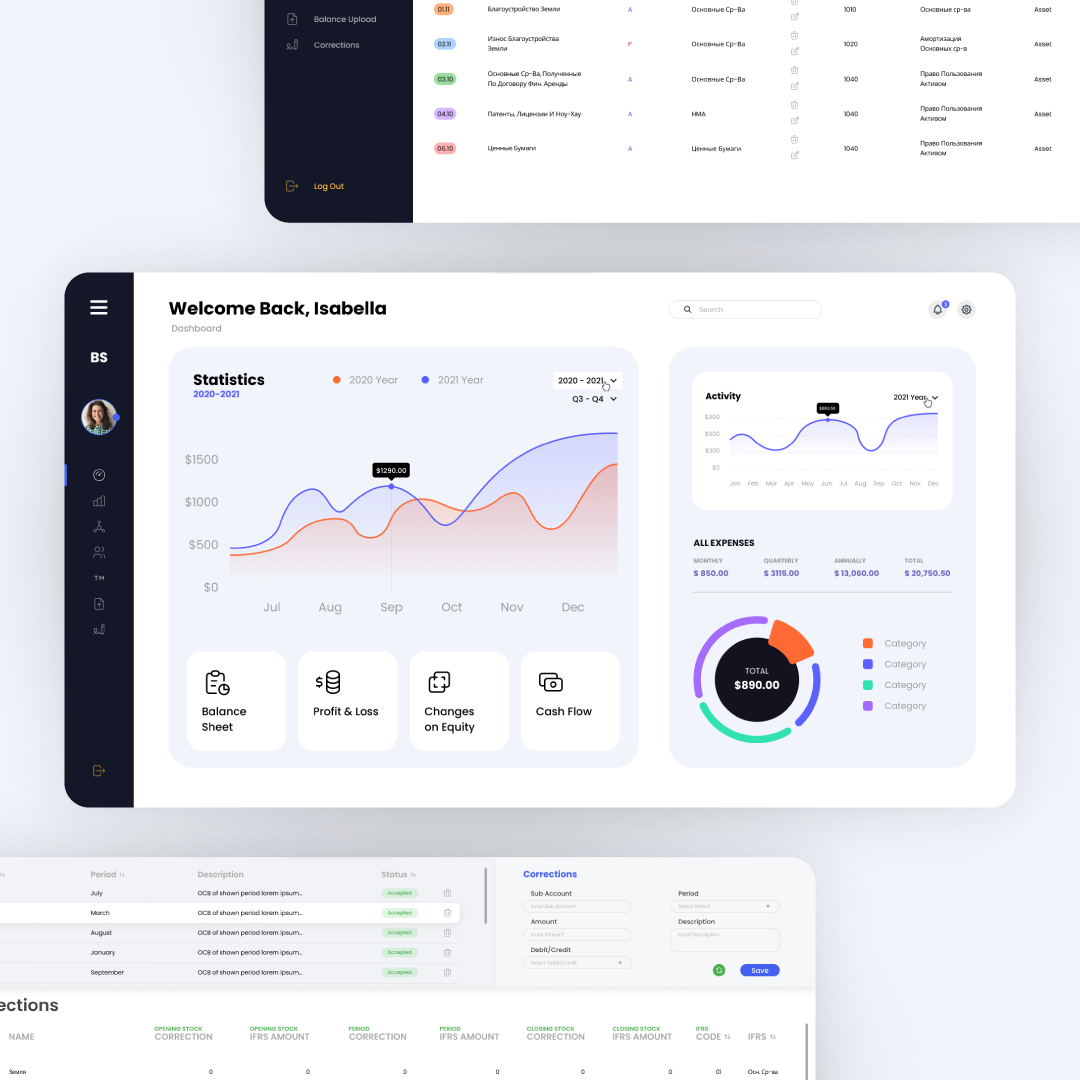 01.11 Благоустройство Земли A Основные Ср-Ва 1010 Основные ср-ва Asset
Balance Upload
02.11 Износ Благоустройства Земли P Основные Ср-Ва 1020 Амортизация Основных ср-в Asset
Corrections
03.10 Основные Ср-Ва, Полученные По Договору Фин. Аренды A Основные Ср-Ва 1040 Право Пользования Активом Asset
04.10 Патенты, Лицензии И Ноу-Хау A НМА 1040 Право Пользования Активом Asset
06.10 Ценные Бумаги A Ценные Бумаги 1040 Право Пользования Активом Asset
Log Out
BS
TM
Welcome Back, Isabella
Dashboard
Search
3
Statistics
2020-2021
2020 Year
2021 Year
2020 - 2021
Q3 - Q4
$1500
$1000
$500
$0
$1290.00
Jul Aug Sep Oct Nov Dec
Balance
Sheet
Profit & Loss
Changes
on Equity
Cash Flow
Activity
2021 Year
$900
$600
$300
$0
Jan Feb Mar Apr May Jun Jul Aug Sep Oct Nov Dec
ALL EXPENSES
MONTHLY QUARTERLY ANNUALLY TOTAL
$ 850.00 $ 3115.00 $ 13,060.00 $ 20,750.50
TOTAL
$890.00
Category
Category
Category
Category
Period Description Status
July OCB of shown period lorem ipsum... Accepted
March OCB of shown period lorem ipsum... Accepted
August OCB of shown period lorem ipsum... Accepted
January OCB of shown period lorem ipsum... Accepted
September OCB of shown period lorem ipsum... Accepted
Corrections
Sub Account
Input Sub Account
Period
Select Period
Amount
Input Amount
Description
Input Description
Debit/Credit
Select Debit/Credit
Save
ections
OPENING STOCK OPENING STOCK PERIOD PERIOD CLOSING STOCK CLOSING STOCK IFRS
NAME CORRECTION IFRS AMOUNT CORRECTION IFRS AMOUNT CORRECTION IFRS AMOUNT CODE IFRS
Земля 0 0 0 0 0 0 01 Осн. Ср-ва